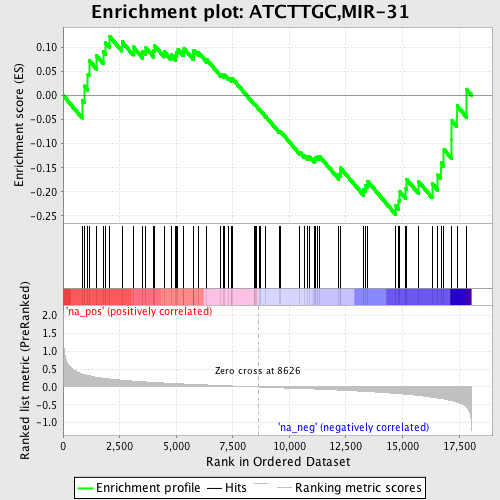 Enrichment plot: ATCTTGC,MIR-31
Enrichment score (ES)
0.10
0.05
0.00
-0.05
-0.10
-0.15
-0.20
-0.25
'na_pos' (positively correlated)
Ranked list metric (PreRanked)
2.0
1.5
1.0
0.5
0.0
-0.5
-1.0
Zero cross at 8626
'na_neg' (negatively correlated)
0
2,500
5,000
7,500
10,000
12,500
15,000
17,500
Rank in Ordered Dataset
Enrichment profile
Hits
Ranking metric scores